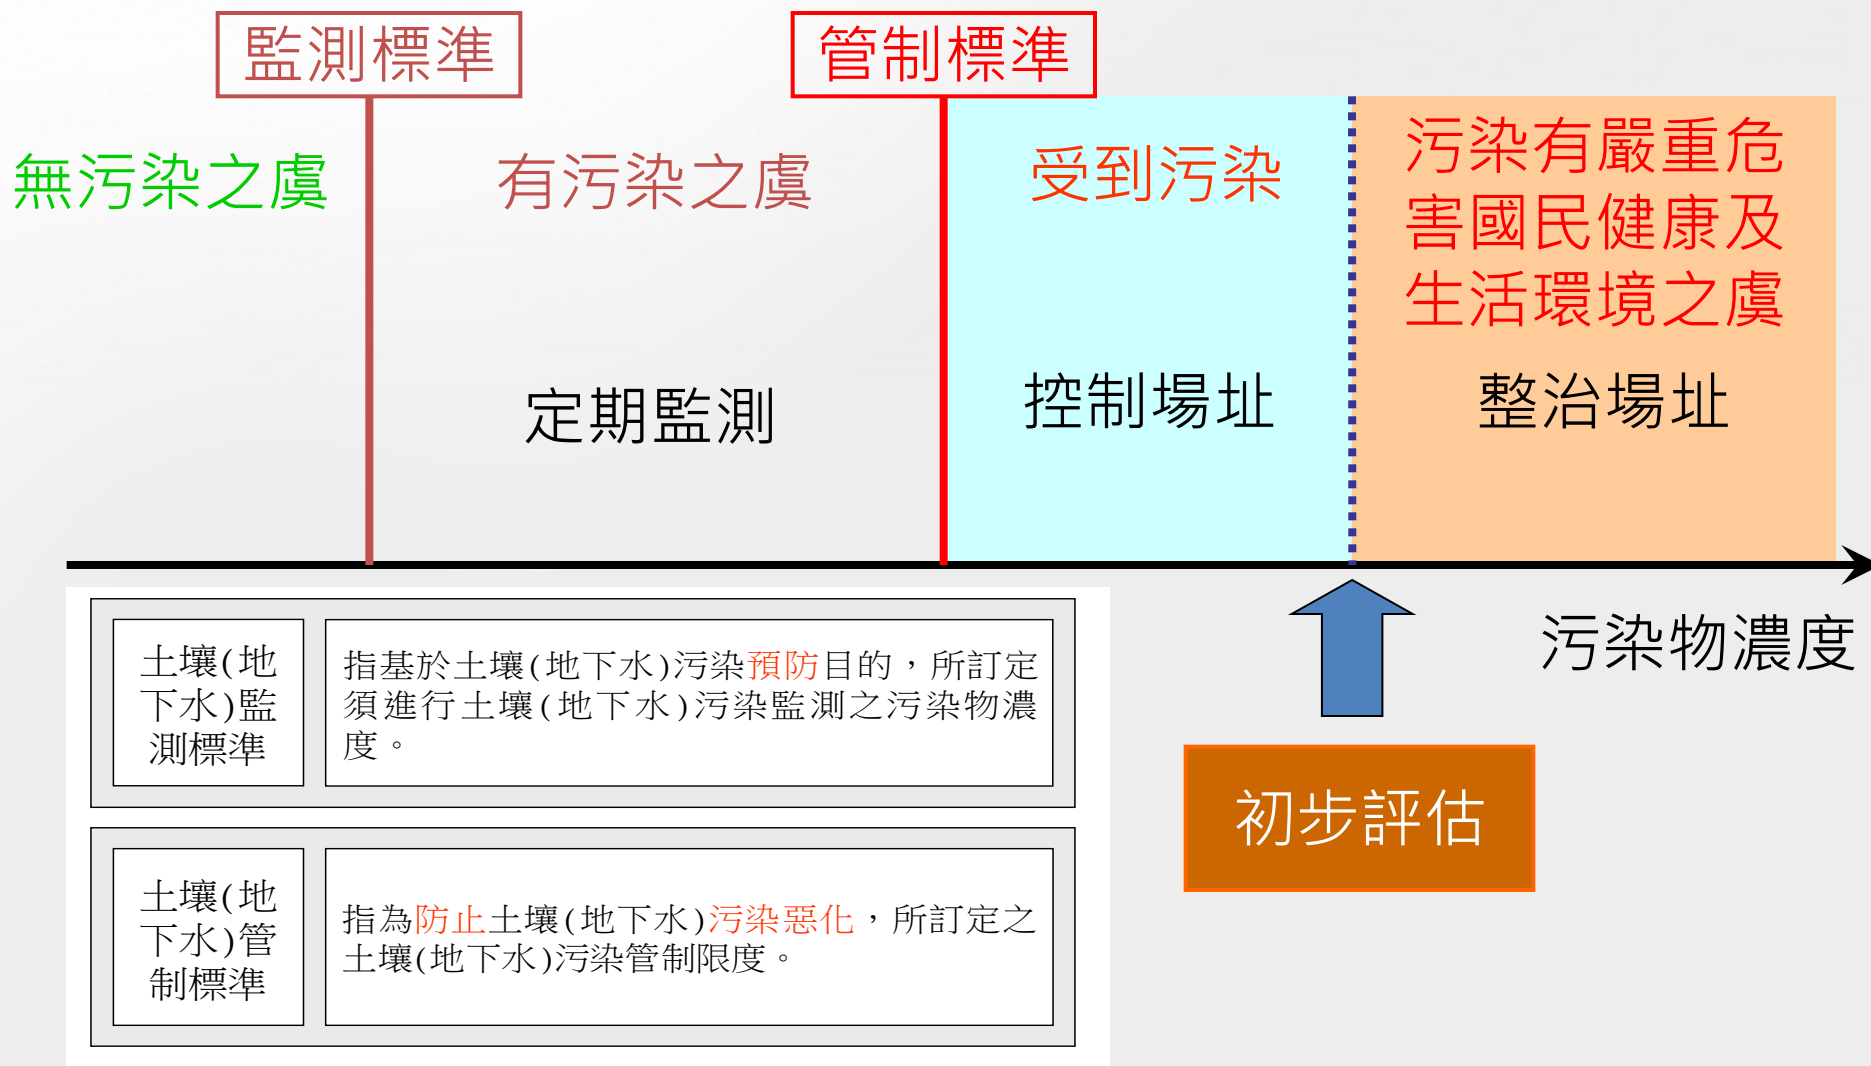 監測標準
管制標準
無污染之虞
有污染之虞
受到污染
污染有嚴重危
害國民健康及
生活環境之虞
定期監測
控制場址
整治場址
污染物濃度
土壤(地
下水)監
測標準
指基於土壤(地下水)污染預防目的，所訂定
須進行土壤(地下水)污染監測之污染物濃
度。
初步評估
土壤(地
下水)管
制標準
指為防止土壤(地下水)污染惡化，所訂定之
土壤(地下水)污染管制限度。